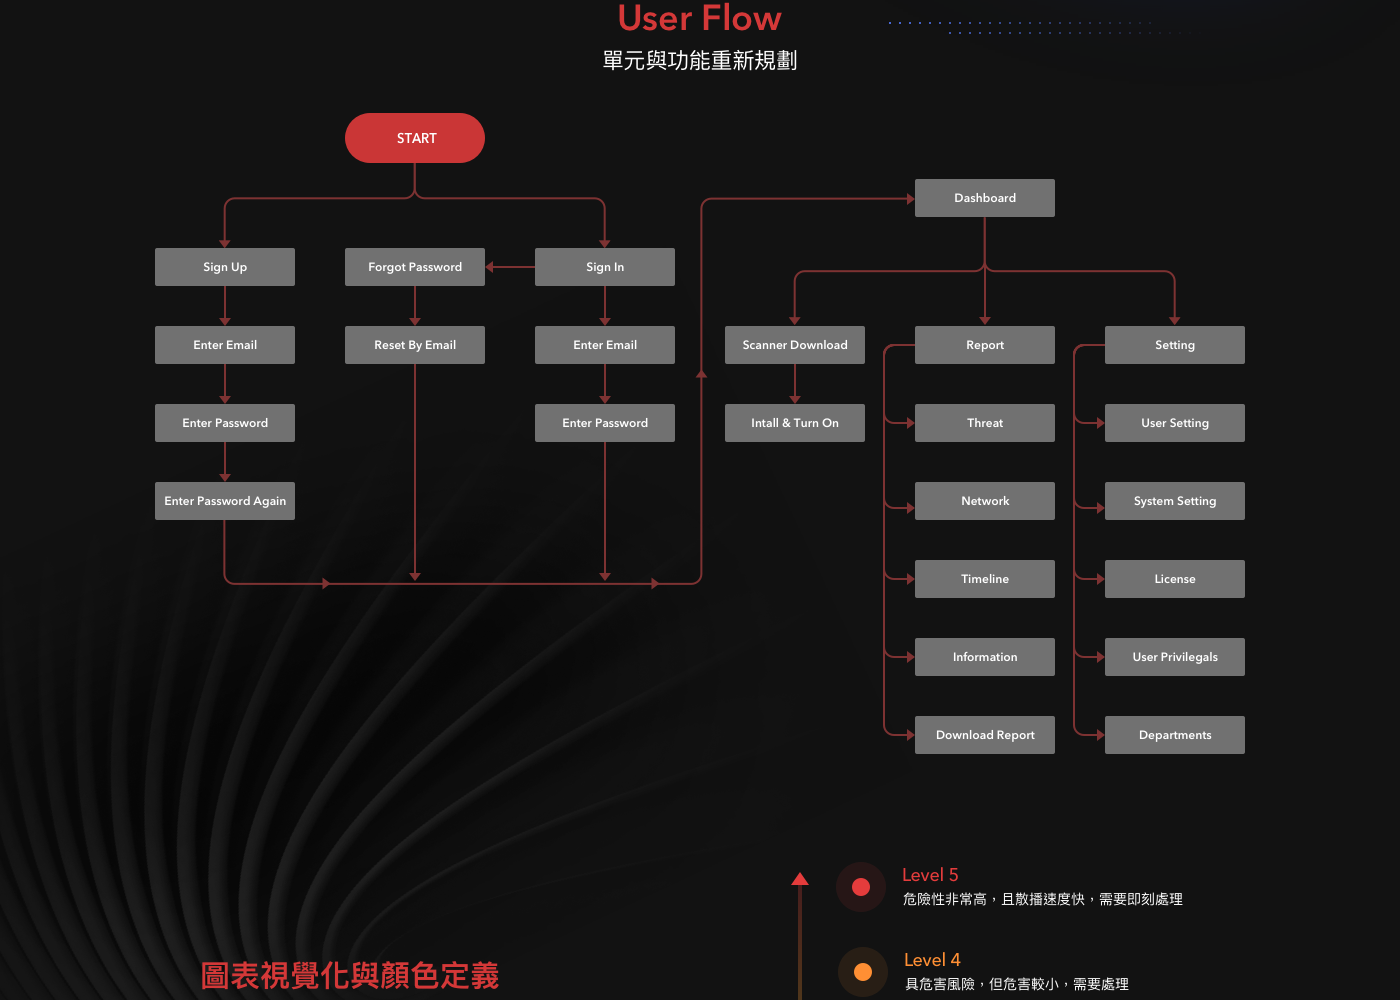 User Flow
單元與功能重新規劃
START
Sign Up
Forgot Password
Sign In
Enter Email
Reset By Email
Enter Email
Enter Password
Enter Password
Enter Password Again
Dashboard
Scanner Download
Report
Setting
Intall & Turn On
Threat
User Setting
Network
System Setting
Timeline
License
Information
User Privilegals
Download Report
Departments
Level 5
危險性非常高，且散播速度快，需要即刻處理
Level 4
具危害風險，但危害較小，需要處理
圖表視覺化與顏色定義